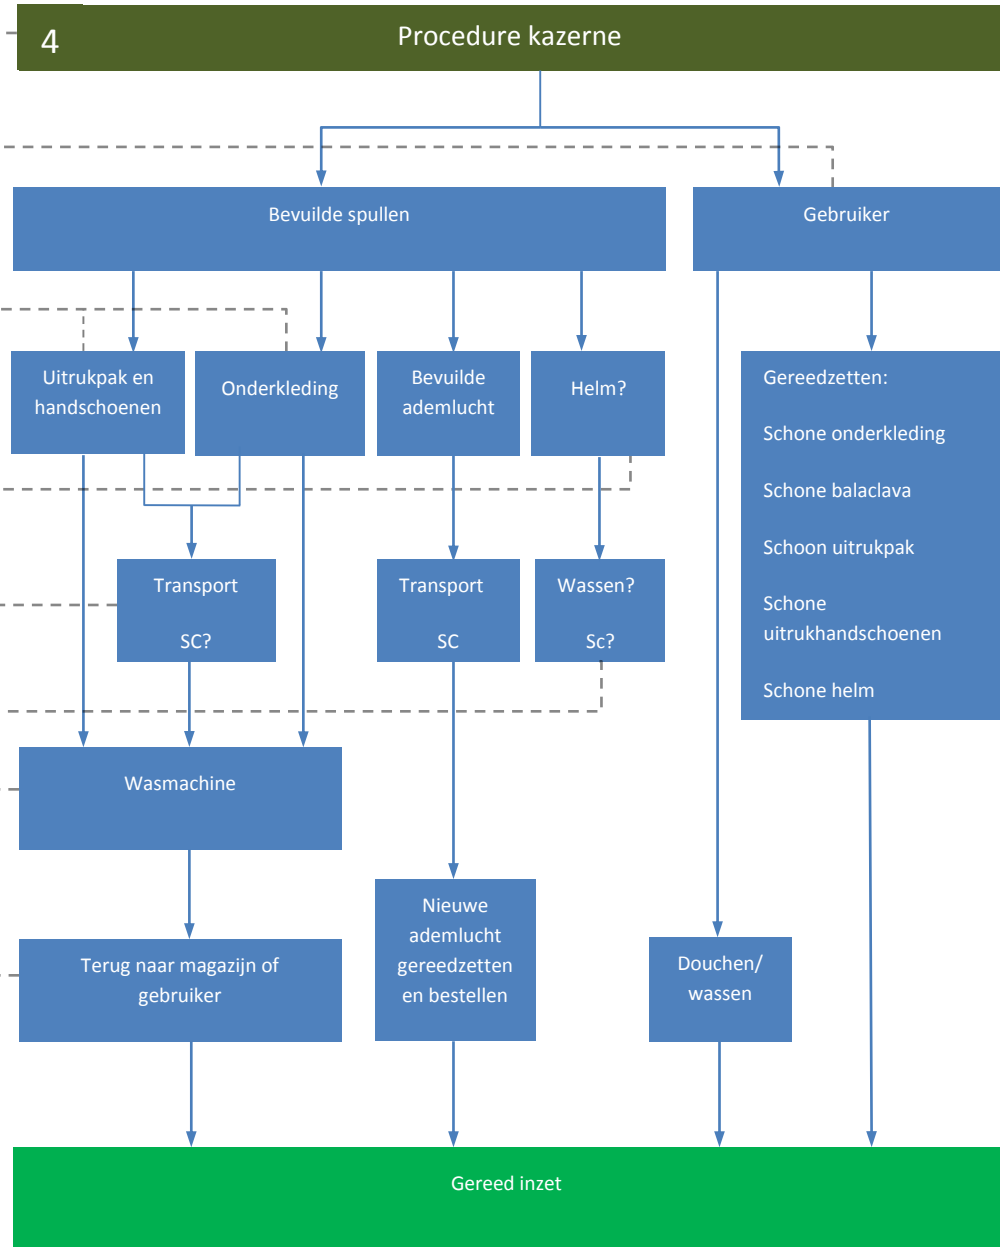 4
Procedure kazerne
Bevuilde spullen
Gebruiker
Uitrukpak en
handschoenen
Onderkleding
Bevuilde
ademlucht
Helm?
Gereedzetten:
Schone onderkleding
Schone balaclava
Schoon uitrukpak
Schone
uitrukhandschoenen
Schone helm
Transport
SC?
Transport
SC
Wassen?
Sc?
Wasmachine
Nieuwe
ademlucht
gereedzetten
en bestellen
Terug naar magazijn of
gebruiker
Douchen/
wassen
Gereed inzet